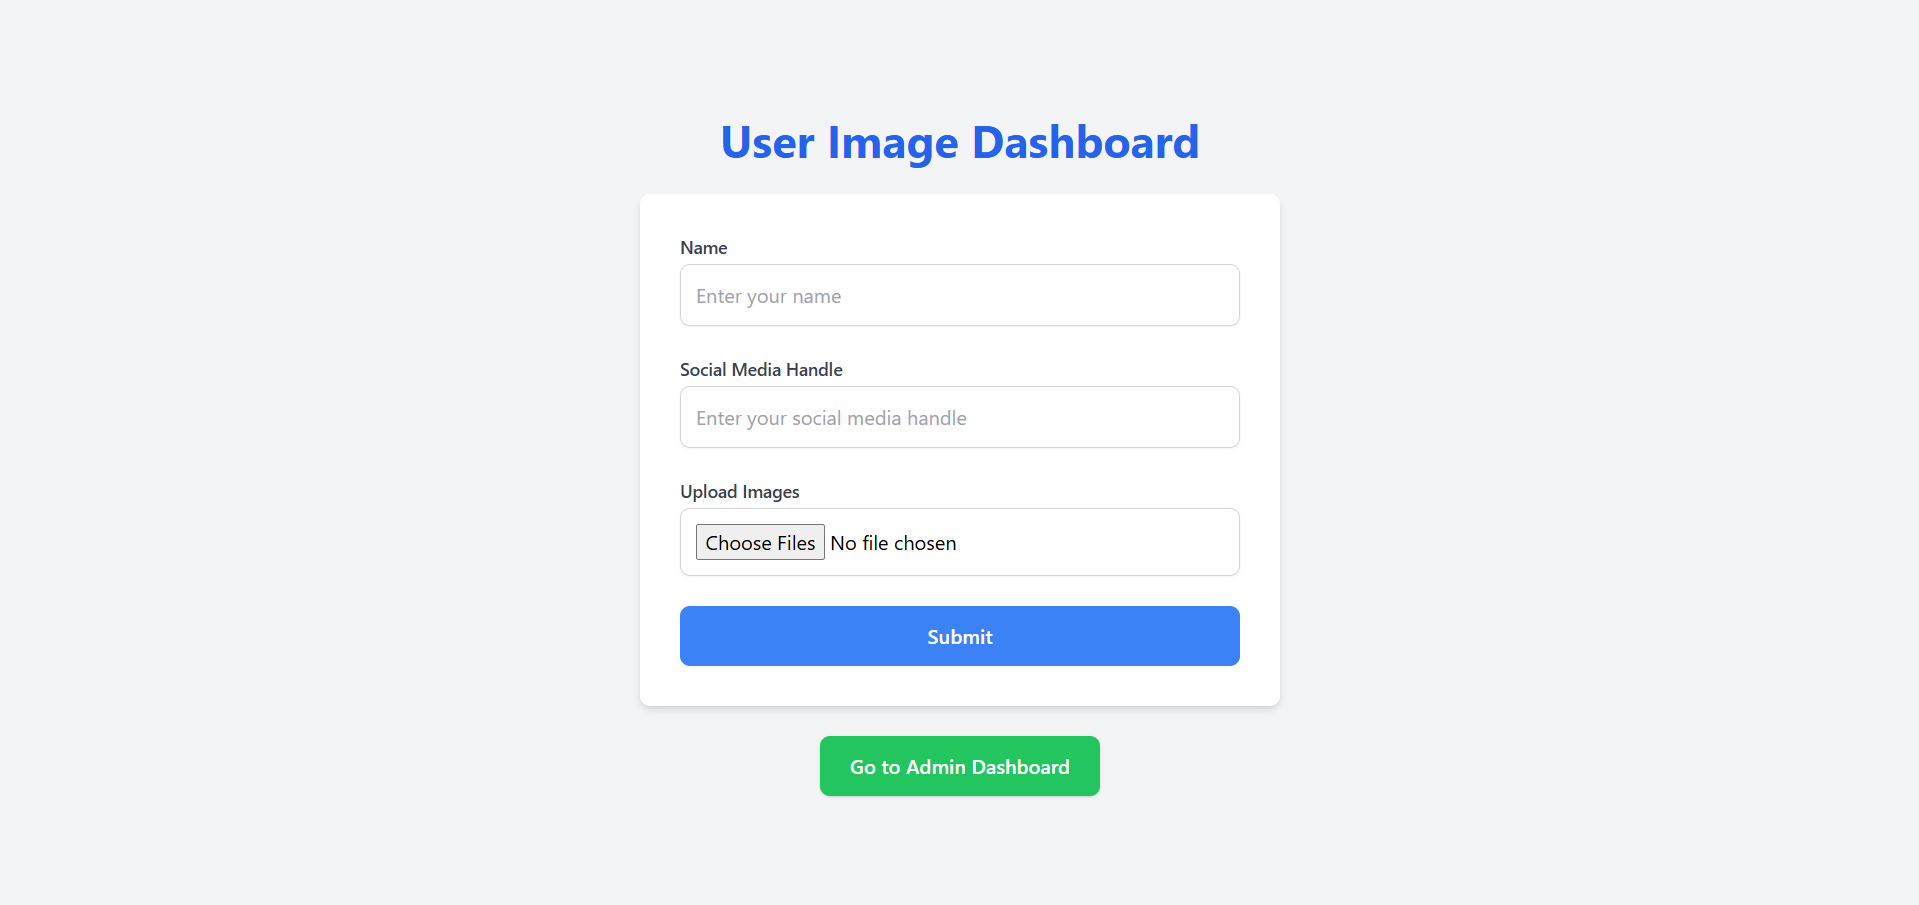 User Image Dashboard
Name
Enter your name
Social Media Handle
Enter your social media handle
Upload Images
Choose Files No file chosen
Submit
Go to Admin Dashboard